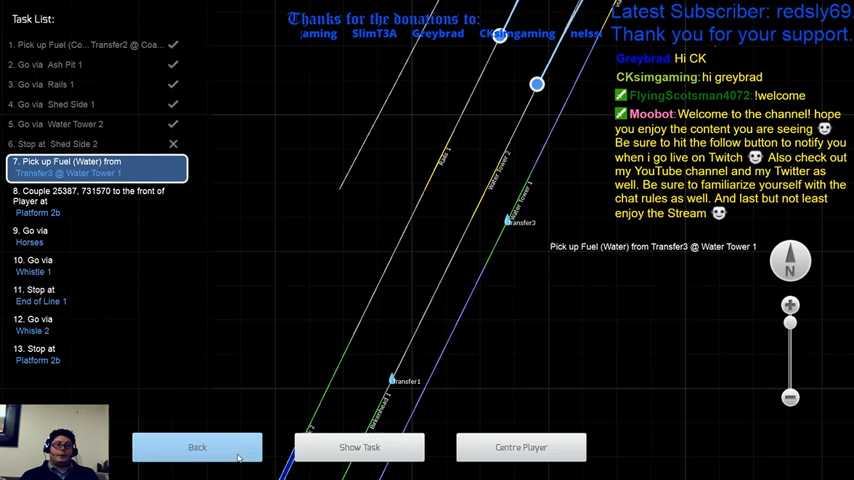 Task List:
1. Pick up Fuel (Co... Transfer2 @ Coa...
2. Go via Ash Pit 1
3. Go via Rails 1
4. Go via Shed Side 1
5. Go via Water Tower 2
6. Stop at Shed Side 2
7. Pick up Fuel (Water) from
Transfer3 @ Water Tower 1
8. Couple 25387, 731570 to the front of
Player at
Platform 2b
9. Go via
Horses
10. Go via
Whistle 1
11. Stop at
End of Line 1
12. Go via
Whisle 2
13. Stop at
Platform 2b
Thanks for the donations to:
gaming SlimT3A Greybrad CKsimgaming nelss
Latest Subscriber: redsly69.
Thank you for your support.
Greybrad: Hi CK
CKsimgaming: hi greybrad
FlyingScotsman4072: !welcome
Moobot: Welcome to the channel! hope
you enjoy the content you are seeing
Be sure to hit the follow button to notify you
when i go live on Twitch Also check out
my YouTube channel and my Twitter as
well. Be sure to familiarize yourself with the
chat rules as well. And last but not least
enjoy the Stream
Rails 1
Water Tower 2
Water Tower 1
Transfer3
Pick up Fuel (Water) from Transfer3 @ Water Tower 1
N
Transfer1
Birkenhead 1
Back
Show Task
Centre Player